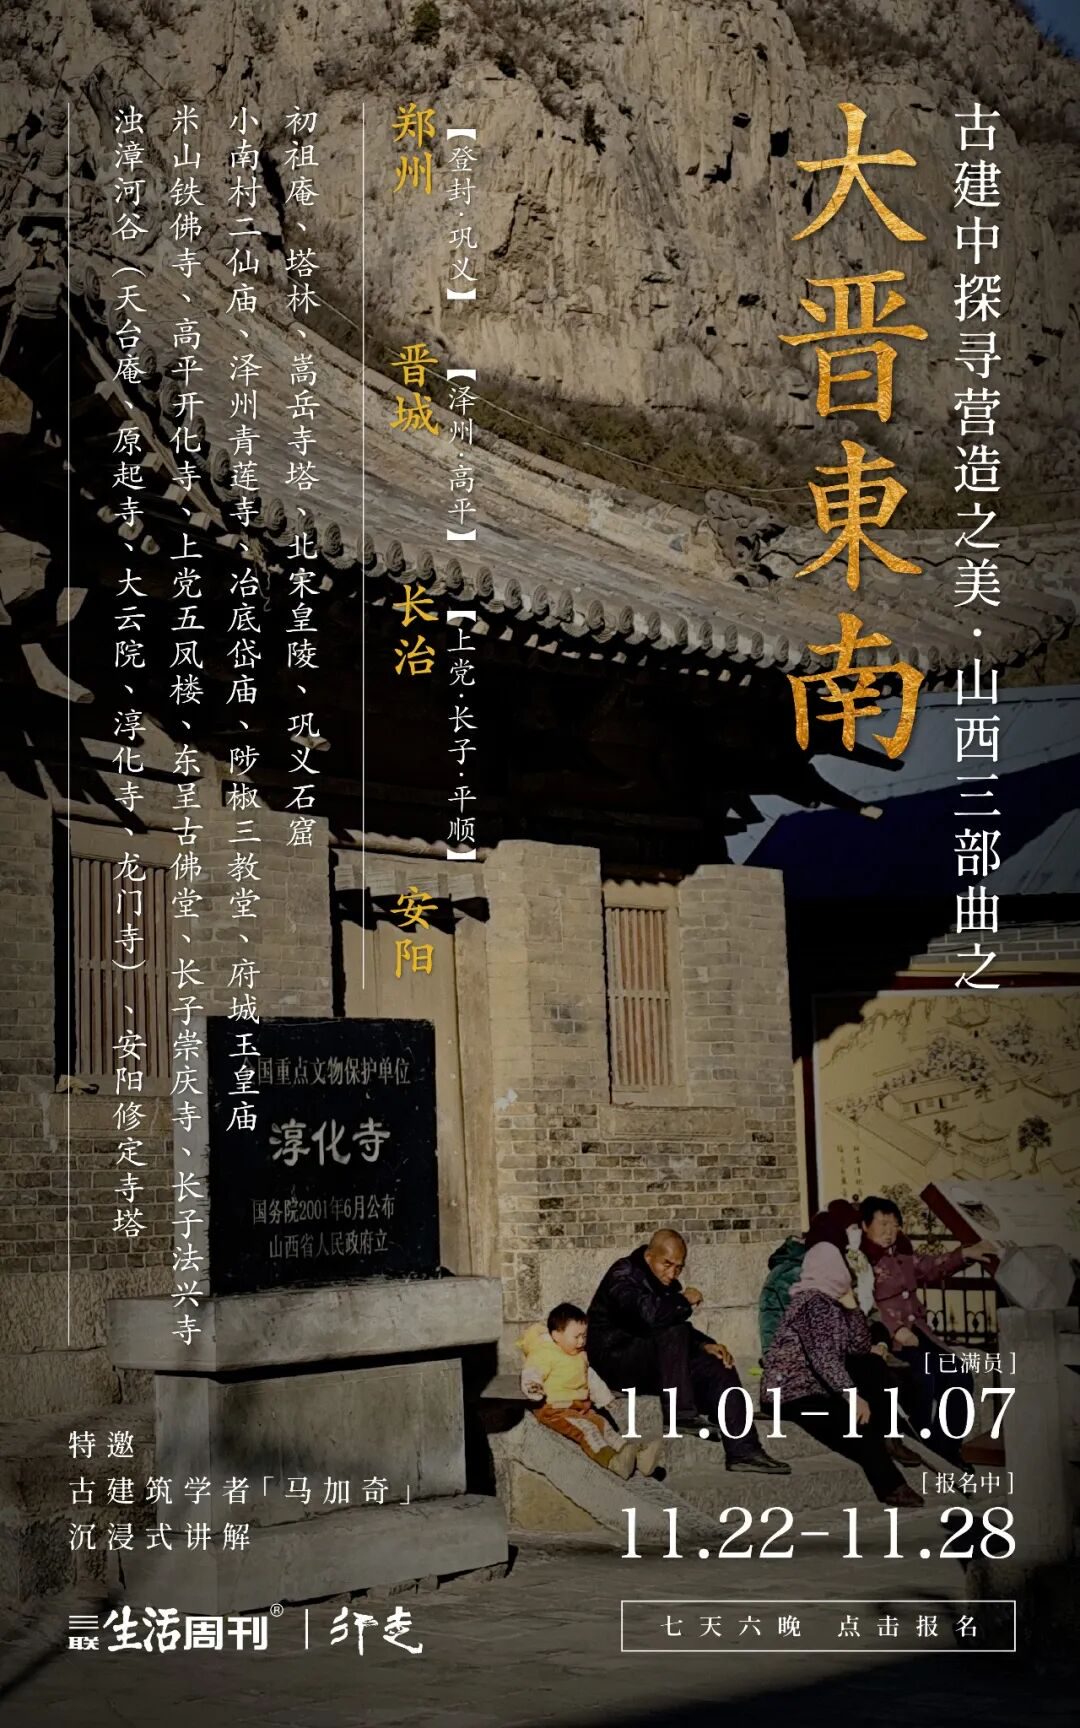 古建中探寻营造之美·山西三部曲之
大晋東南
郑州【登封·巩义】
晋城【泽州·高平】
长治【上党·长子·平顺】
安阳
初祖庵、塔林、嵩岳寺塔、北宋皇陵、巩义石窟
小南村二仙庙、泽州青莲寺、冶底岱庙、陟椒三教堂、府城玉皇庙
米山铁佛寺、高平开化寺、上党五凤楼、东呈古佛堂、长子崇庆寺、长子法兴寺
浊漳河谷（天台庵、原起寺、大云院、淳化寺、龙门寺）、安阳修定寺塔
全国重点文物保护单位
淳化寺
国务院2001年6月公布
山西省人民政府立
[已满员]
11.01-11.07
[报名中]
11.22-11.28
特邀
古建筑学者「马加奇」
沉浸式讲解
三联生活周刊® | 行走
七天六晚 点击报名